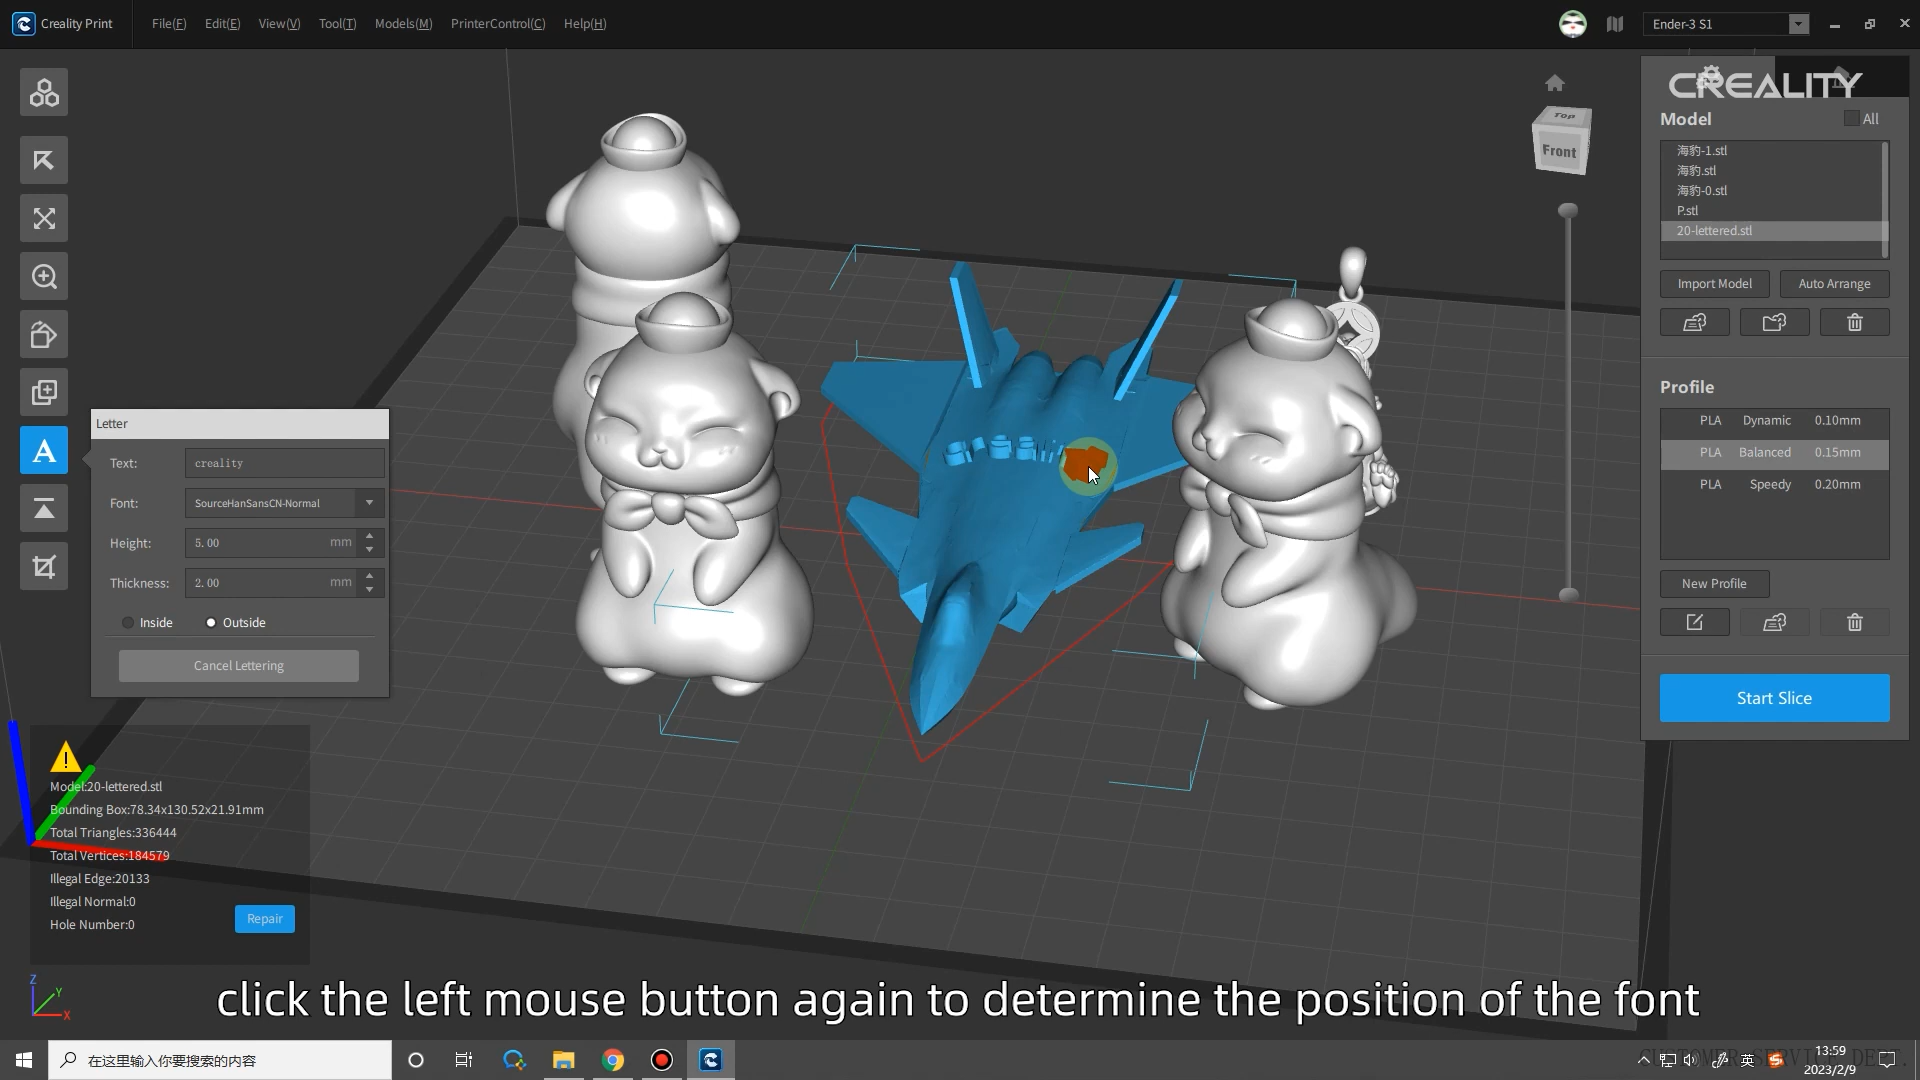 Creality Print
File(F) Edit(E) View(V) Tool(T) Models(M) PrinterControl(C) Help(H)
Ender-3 S1
CREALITY
Top
Front
Model
All
海豹-1.stl
海豹.stl
海豹-0.stl
P.stl
20-lettered.stl
Import Model Auto Arrange
Profile
PLA Dynamic 0.10mm
PLA Balanced 0.15mm
PLA Speedy 0.20mm
New Profile
Start Slice
Letter
Text: creality
Font: SourceHanSansCN-Normal
Height: 5.00 mm
Thickness: 2.00 mm
Inside Outside
Cancel Lettering
Model:20-lettered.stl
Bounding Box:78.34x130.52x21.91mm
Total Triangles:336444
Total Vertices:184579
Illegal Edge:20133
Illegal Normal:0
Hole Number:0
Repair
Z
Y
X
click the left mouse button again to determine the position of the font
在这里输入你要搜索的内容
英
13:59
2023/2/9
CUSTOMER SERVICE DEPT.